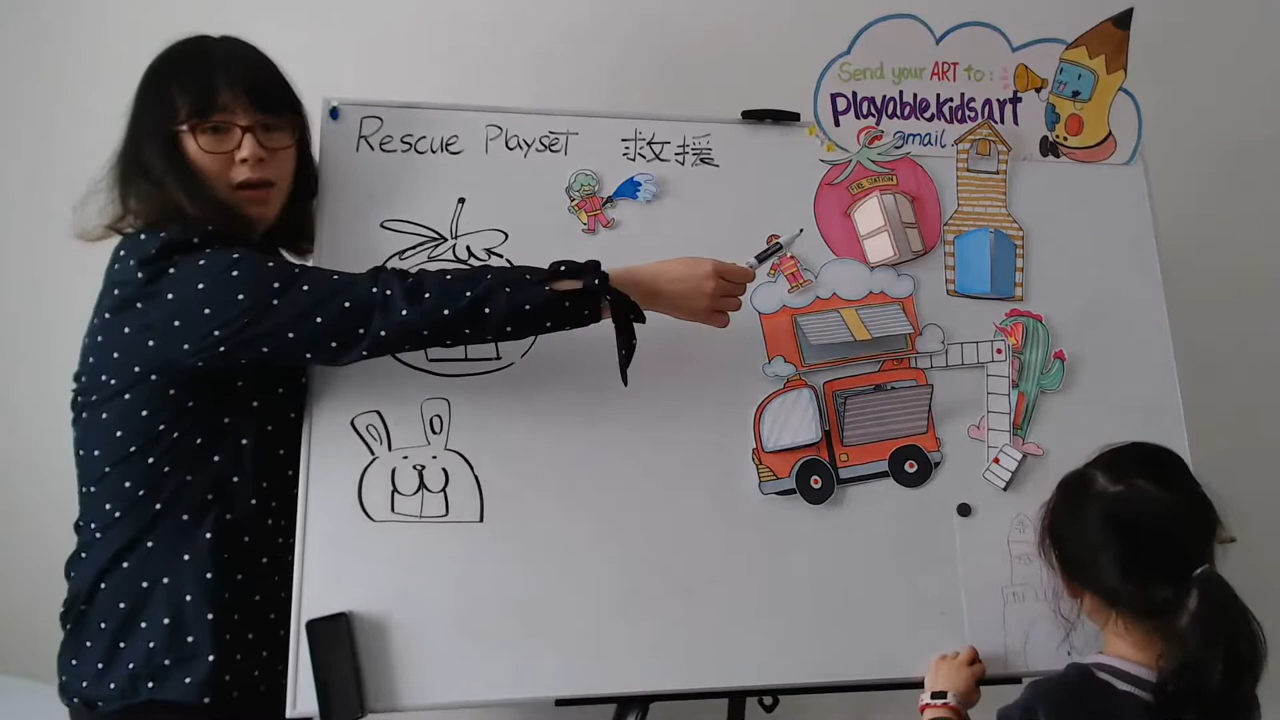 Rescue Playset 救援
Send your ART to:
Playablekidsart
gmail.
FIRE STATION